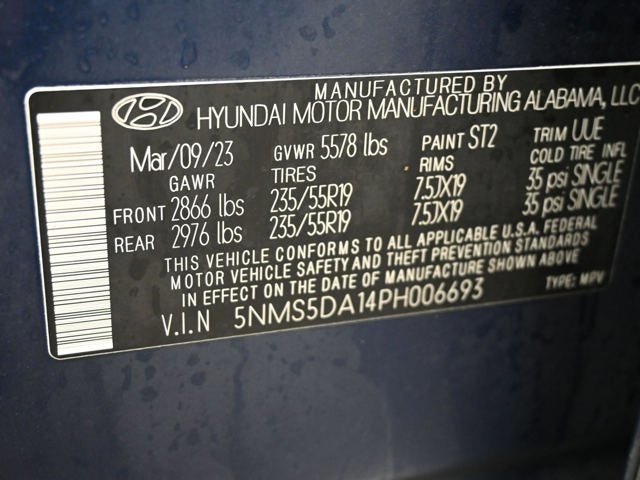 MANUFACTURED BY
HYUNDAI MOTOR MANUFACTURING ALABAMA, LLC
Mar/09/23 GVWR 5578 lbs PAINT ST2 TRIM UUE
GAWR TIRES RIMS COLD TIRE INFL
FRONT 2866 lbs 235/55R19 7.5JX19 35 psi SINGLE
REAR 2976 lbs 235/55R19 7.5JX19 35 psi SINGLE
THIS VEHICLE CONFORMS TO ALL APPLICABLE U.S.A. FEDERAL
MOTOR VEHICLE SAFETY AND THEFT PREVENTION STANDARDS
IN EFFECT ON THE DATE OF MANUFACTURE SHOWN ABOVE
V.I.N 5NMS5DA14PH006693 TYPE: MPV